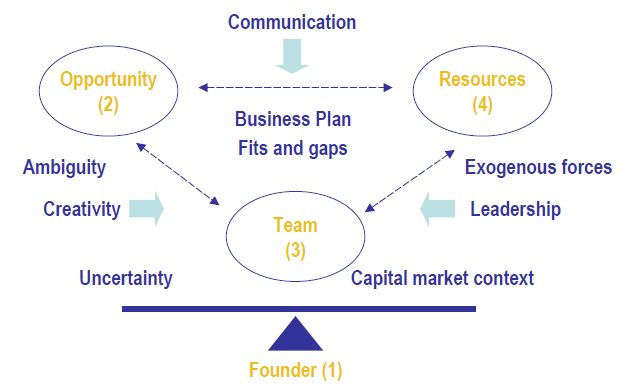 Communication
Opportunity
(2)
Resources
(4)
Business Plan
Fits and gaps
Ambiguity
Exogenous forces
Creativity
Leadership
Team
(3)
Uncertainty
Capital market context
Founder (1)